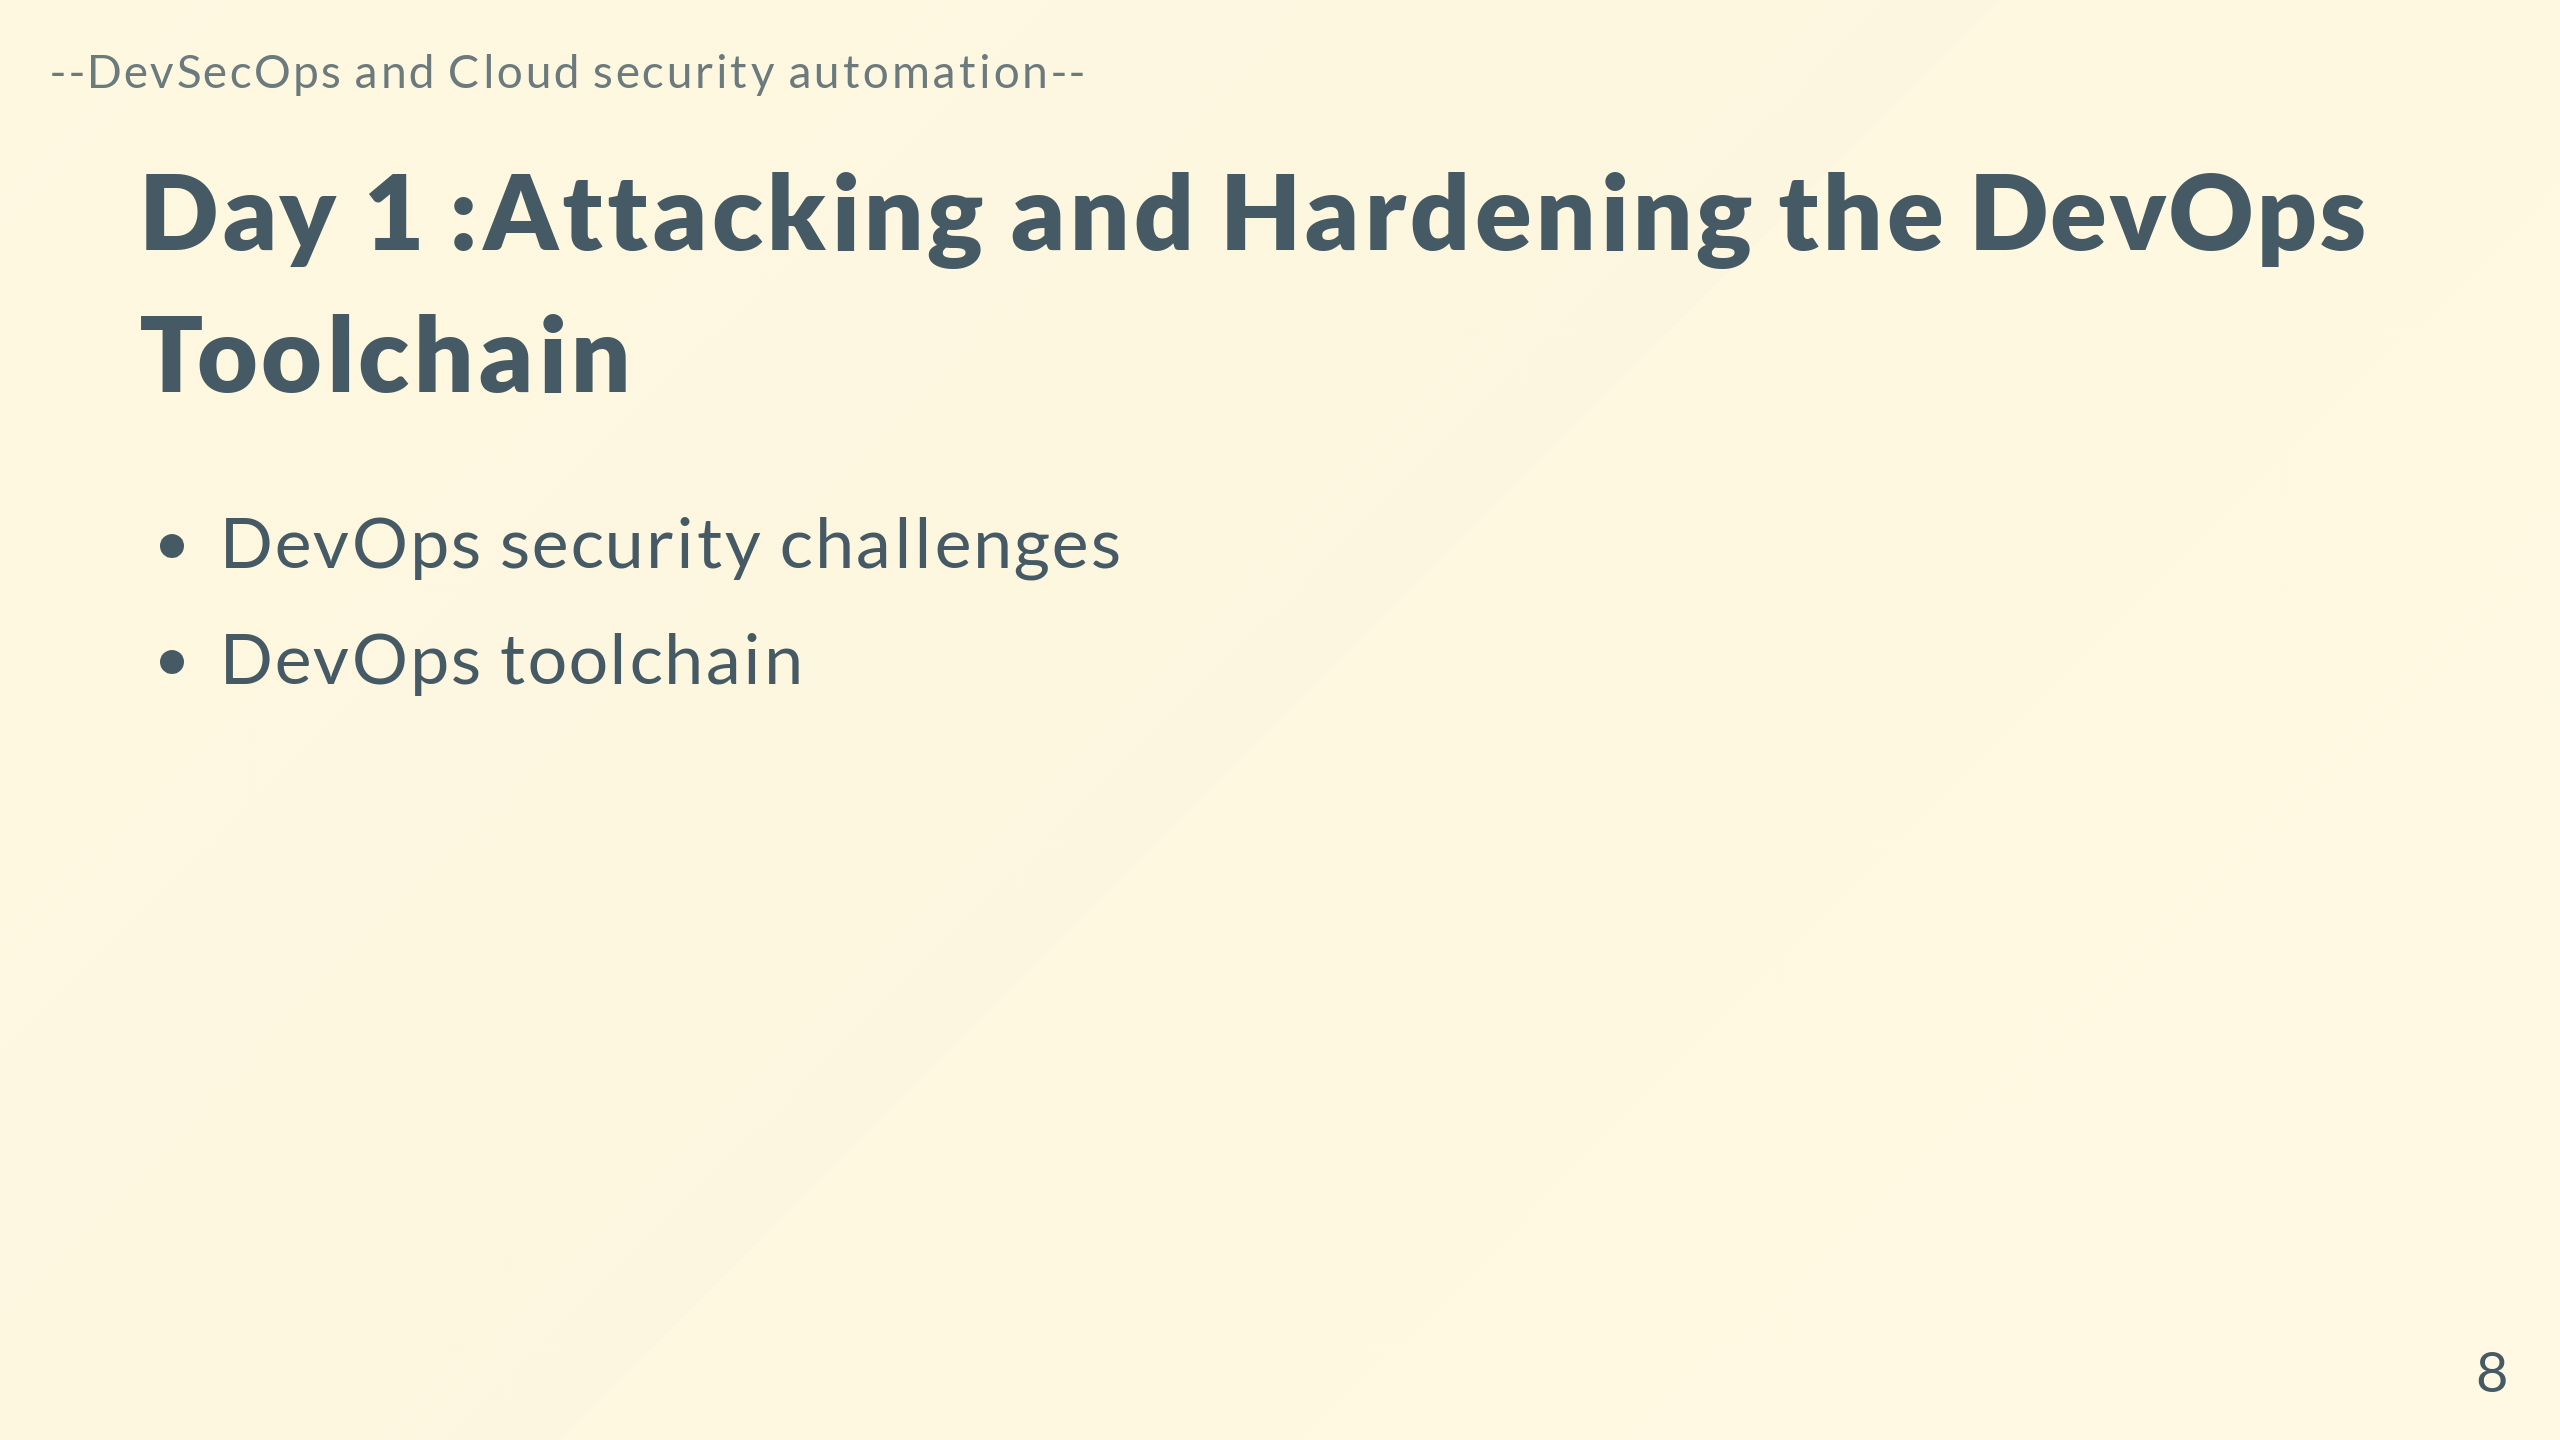 --DevSecOps and Cloud security automation--
Day 1 :Attacking and Hardening the DevOps
Toolchain
• DevOps security challenges
• DevOps toolchain
8